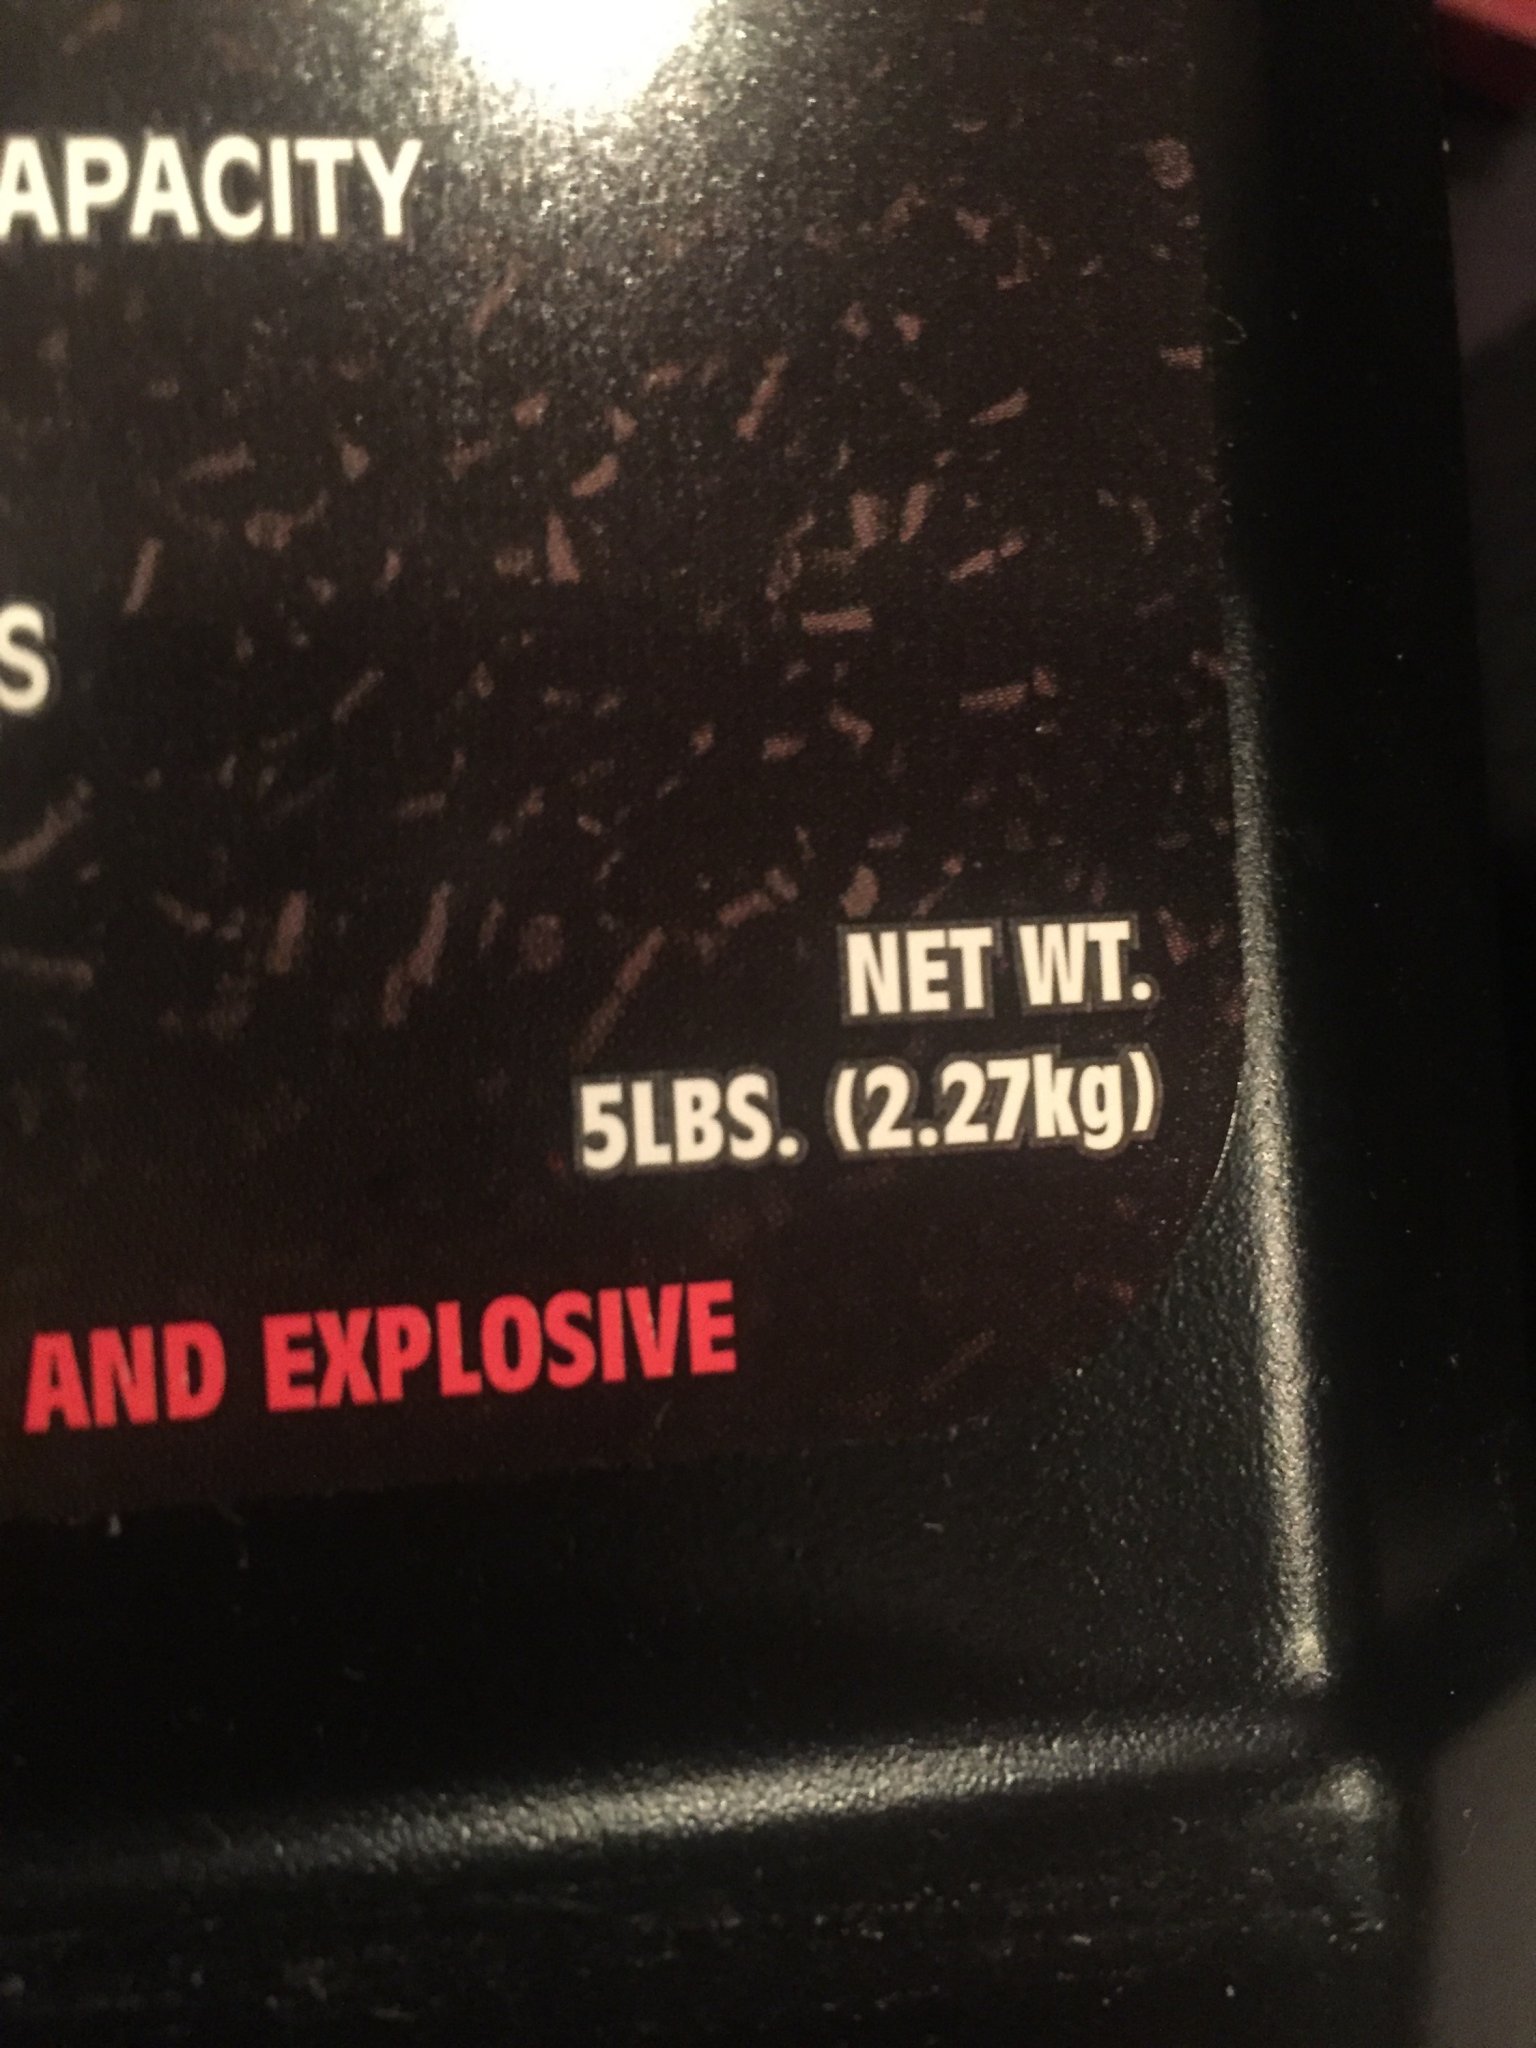 APACITY
S
NET WT.
5LBS. (2.27kg)
AND EXPLOSIVE